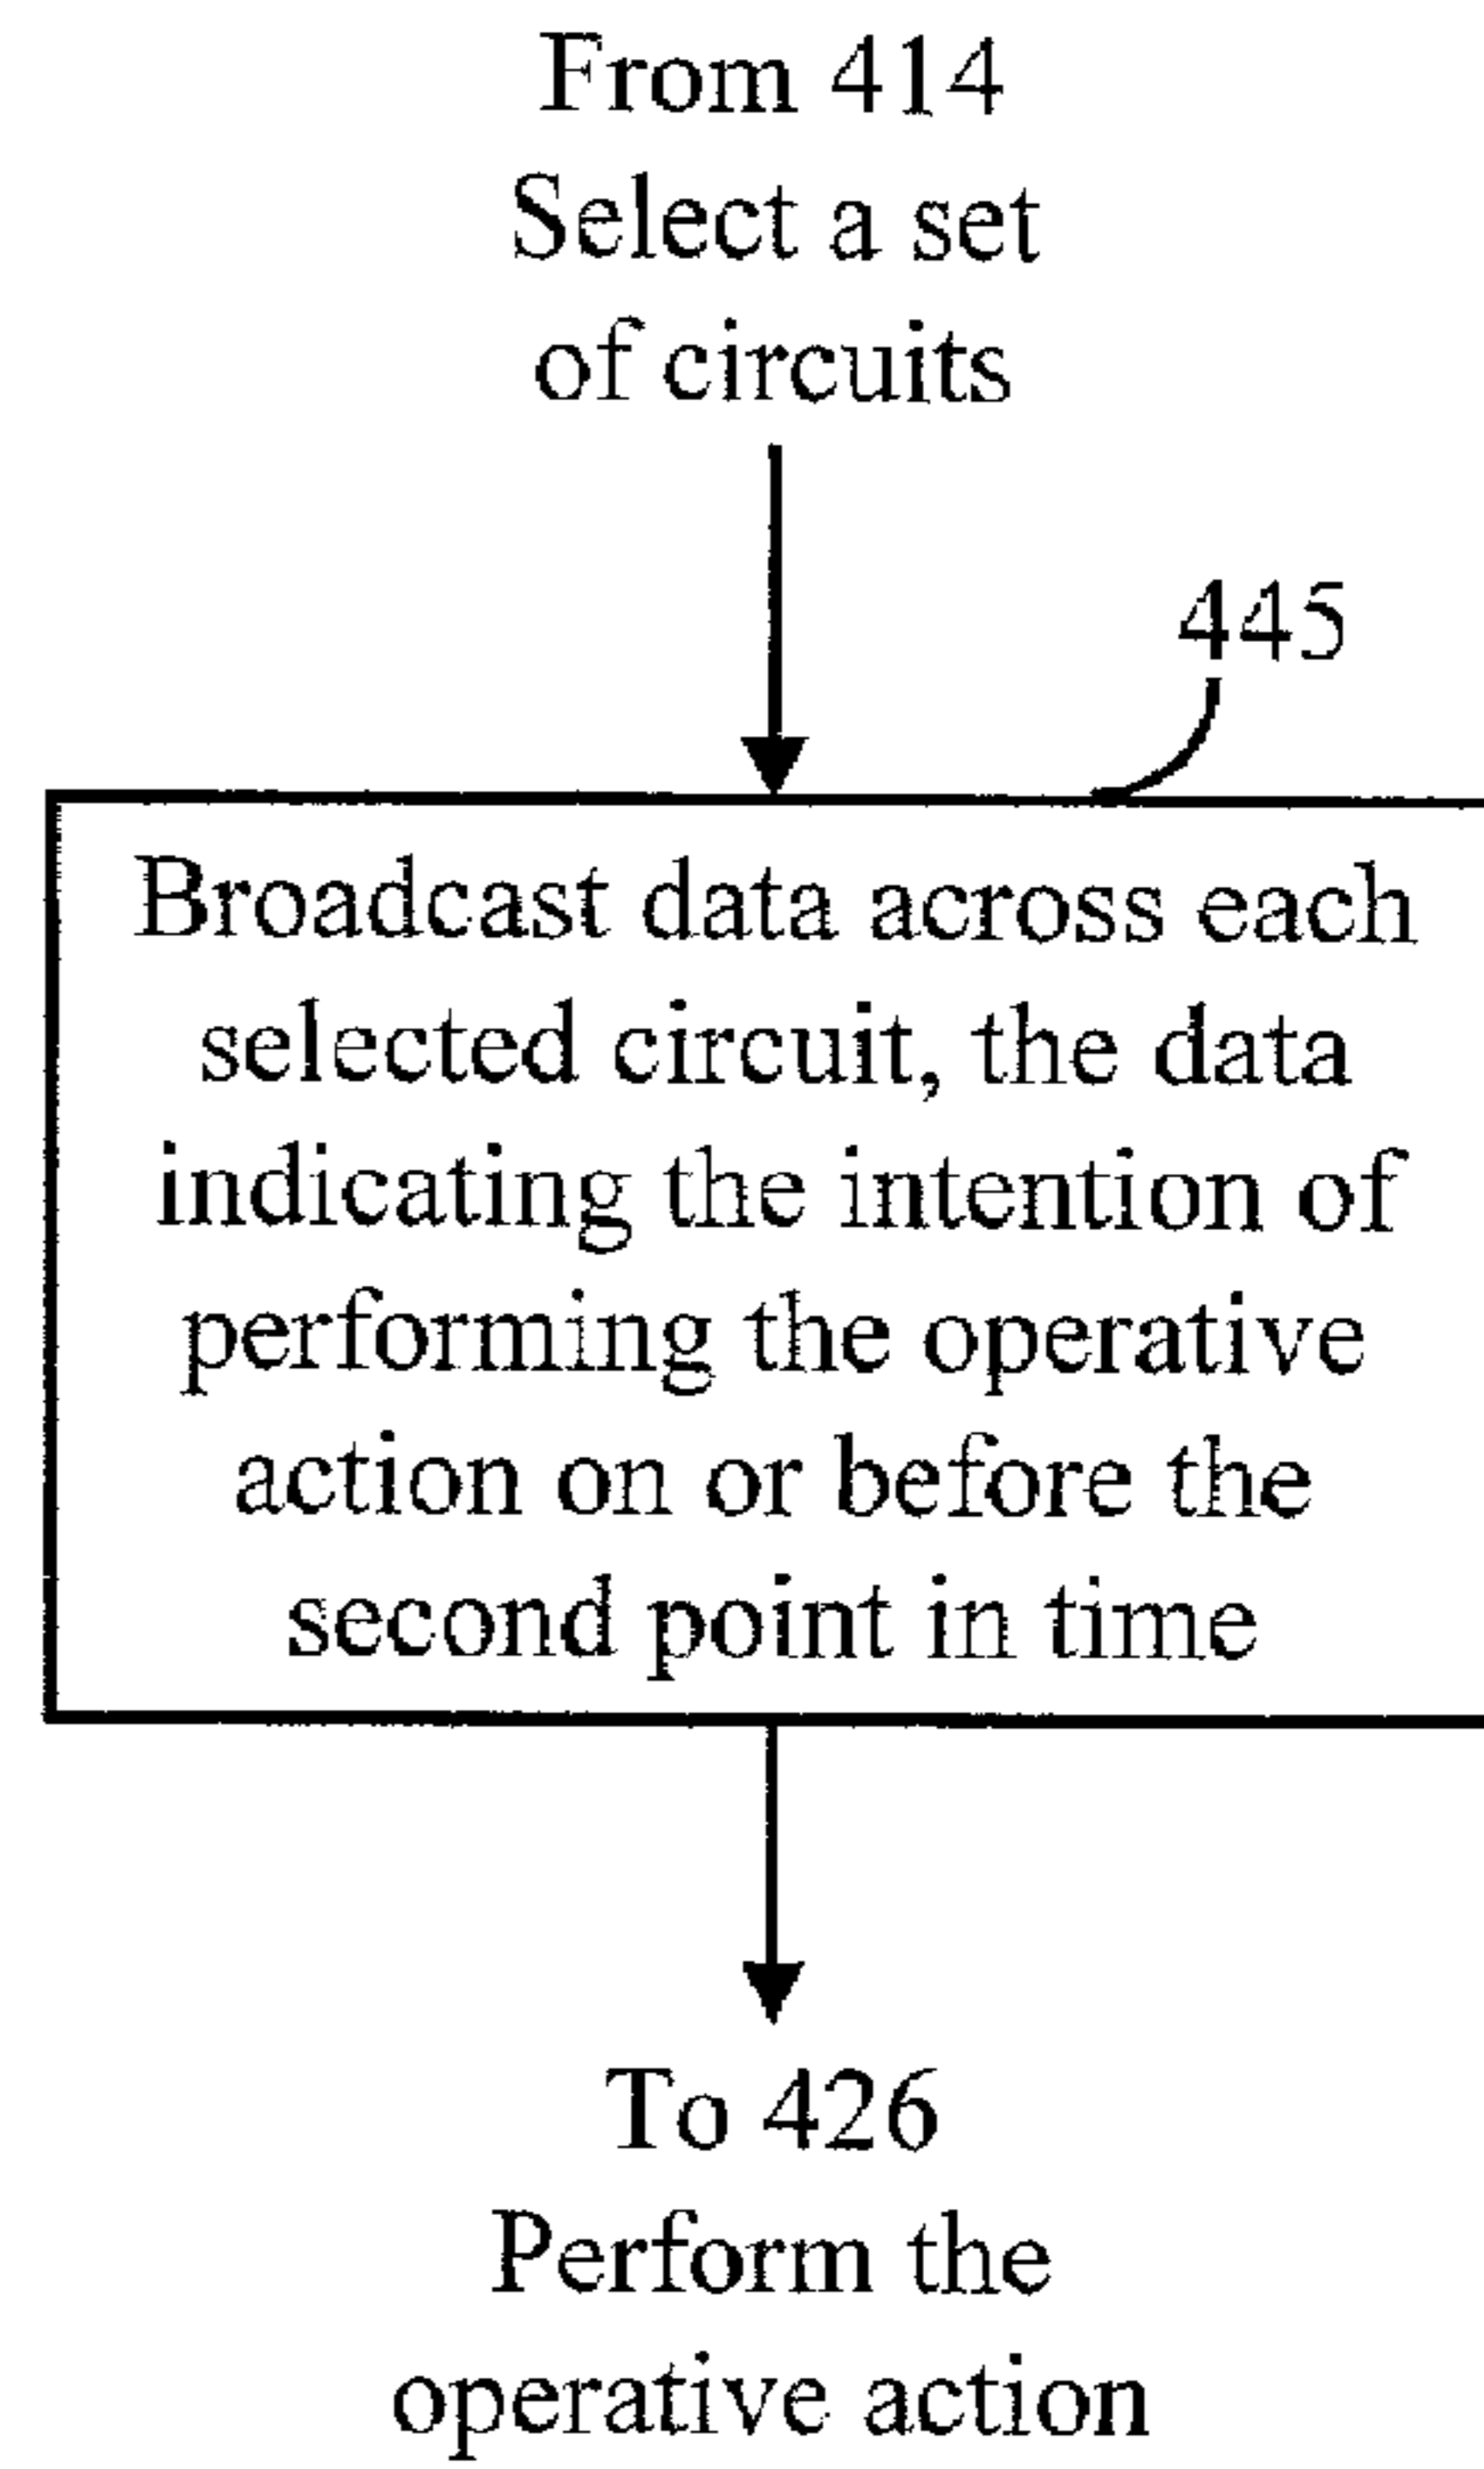 From 414
Select a set
of circuits
445
Broadcast data across each
selected circuit, the data
indicating the intention of
performing the operative
action on or before the
second point in time
To 426
Perform the
operative action